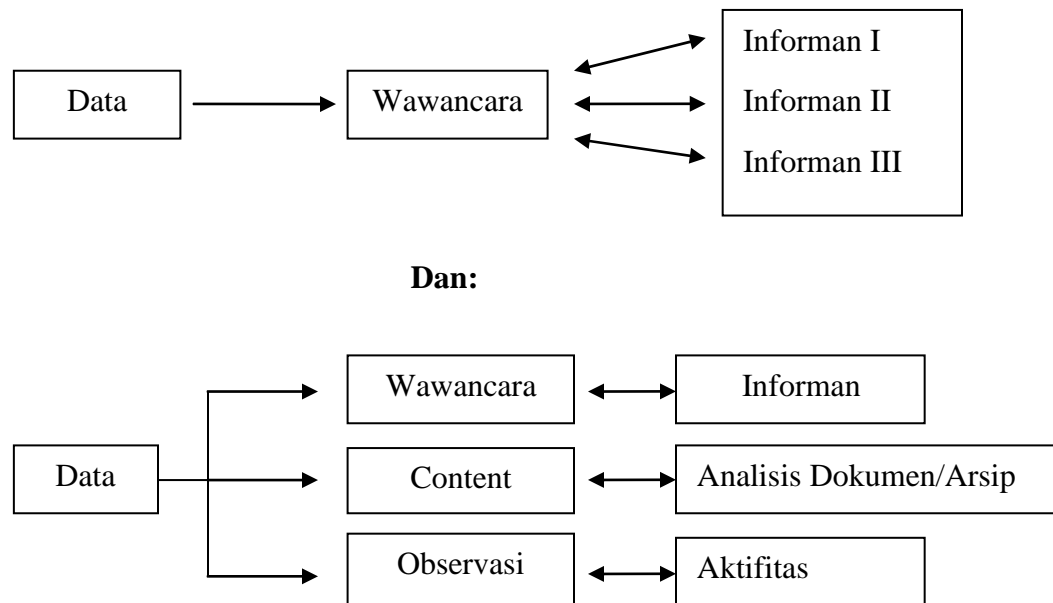 Data
Wawancara
Informan I
Informan II
Informan III
Dan:
Wawancara
Informan
Data
Content
Analisis Dokumen/Arsip
Observasi
Aktifitas